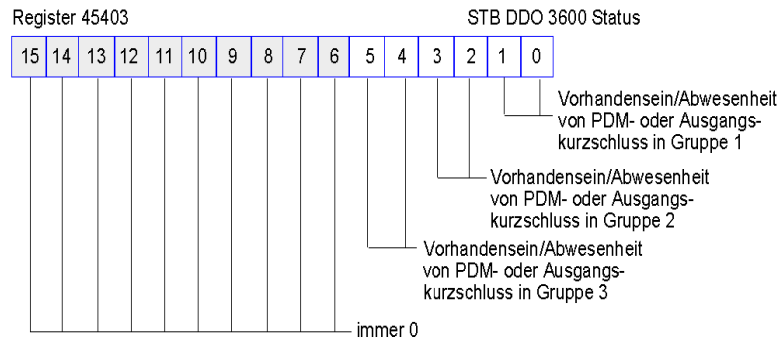 Register 45403 STB DDO 3600 Status
15 14 13 12 11 10 9 8 7 6 5 4 3 2 1 0
Vorhandensein/Abwesenheit
von PDM- oder Ausgangs-
kurzschluss in Gruppe 1
Vorhandensein/Abwesenheit
von PDM- oder Ausgangs-
kurzschluss in Gruppe 2
Vorhandensein/Abwesenheit
von PDM- oder Ausgangs-
kurzschluss in Gruppe 3
immer 0